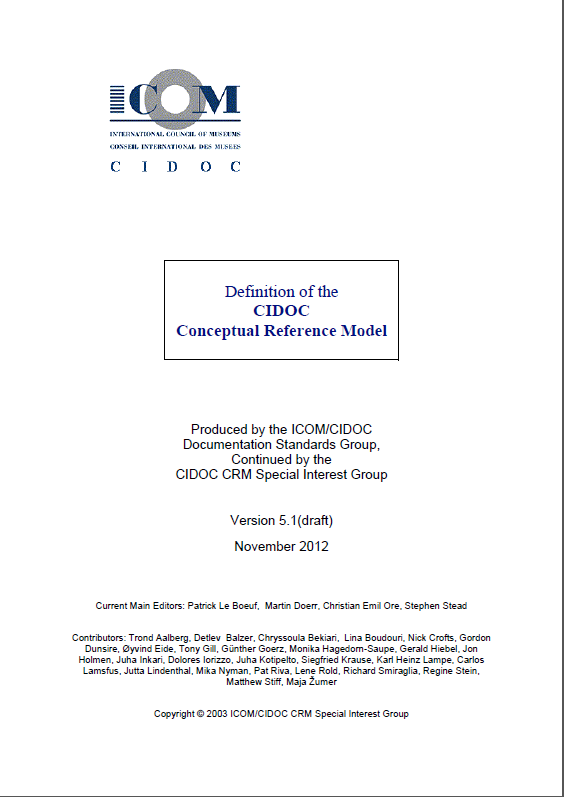 ICOM
INTERNATIONAL COUNCIL OF MUSEUMS
CONSEIL INTERNATIONAL DES MUSEES
C I D O C
Definition of the
CIDOC
Conceptual Reference Model
Produced by the ICOM/CIDOC
Documentation Standards Group,
Continued by the
CIDOC CRM Special Interest Group
Version 5.1(draft)
November 2012
Current Main Editors: Patrick Le Boeuf, Martin Doerr, Christian Emil Ore, Stephen Stead
Contributors: Trond Aalberg, Detlev Balzer, Chryssoula Bekiari, Lina Boudouri, Nick Crofts, Gordon
Dunsire, Øyvind Eide, Tony Gill, Günther Goerz, Monika Hagedorn-Saupe, Gerald Hiebel, Jon
Holmen, Juha Inkari, Dolores Iorizzo, Juha Kotipelto, Siegfried Krause, Karl Heinz Lampe, Carlos
Lamsfus, Jutta Lindenthal, Mika Nyman, Pat Riva, Lene Rold, Richard Smiraglia, Regine Stein,
Matthew Stiff, Maja Žumer
Copyright © 2003 ICOM/CIDOC CRM Special Interest Group